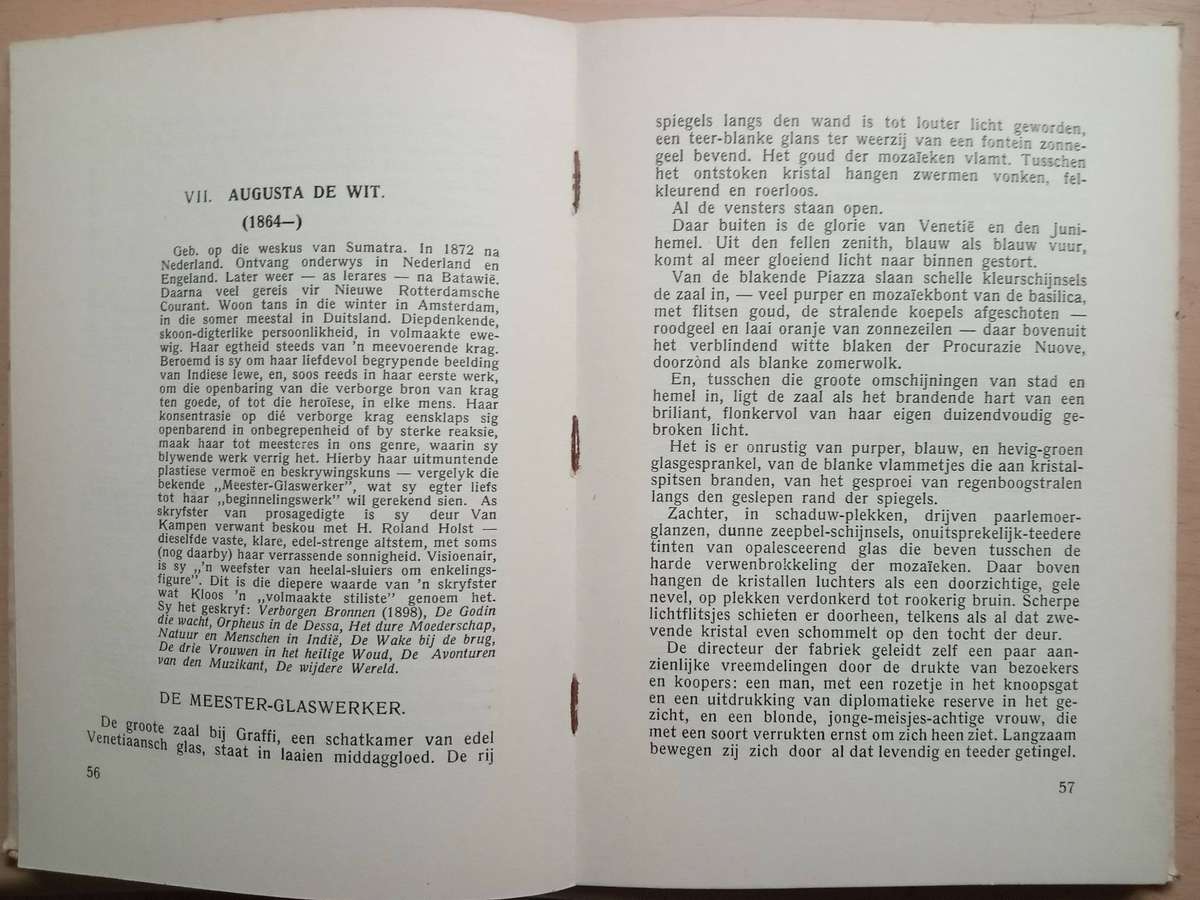 VII. AUGUSTA DE WIT.
(1864—)
Geb. op die weskus van Sumatra. In 1872 na
Nederland. Ontvang onderwys in Nederland en
Engeland. Later weer — as lerares — na Batawië.
Daarna veel gereis vir Nieuwe Rotterdamsche
Courant. Woon tans in die winter in Amsterdam,
in die somer meestal in Duitsland. Diepdenkende,
skoon-digterlike persoonlikheid, in volmaakte ewe-
wig. Haar egtheid steeds van 'n meevoerende krag.
Beroemd is sy om haar liefdevol begrypende beelding
van Indiese lewe, en, soos reeds in haar eerste werk,
om die openbaring van die verborge bron van krag
ten goede, of tot die heroïese, in elke mens. Haar
konsentrasie op dié verborge krag eensklaps sig
openbarend in onbegrepenheid of by sterke reaksie,
maak haar tot meesteres in ons genre, waarin sy
blywende werk verrig het. Hierby haar uitmuntende
plastiese vermoë en beskrywingskuns — vergelyk die
bekende „Meester-Glaswerker", wat sy egter liefs
tot haar „beginnelingswerk" wil gerekend sien. As
skryfster van prosagedigte is sy deur Van
Kampen verwant beskou met H. Roland Holst —
dieselfde vaste, klare, edel-strenge altstem, met soms
(nog daarby) haar verrassende sonnigheid. Visioenair,
is sy „'n weefster van heelal-sluiers om enkelings-
figure". Dit is die diepere waarde van 'n skryfster
wat Kloos 'n „volmaakte stiliste" genoem het.
Sy het geskryf: Verborgen Bronnen (1898), De Godin
die wacht, Orpheus in de Dessa, Het dure Moederschap,
Natuur en Menschen in Indië, De Wake bij de brug,
De drie Vrouwen in het heilige Woud, De Avonturen
van den Muzikant, De wijdere Wereld.
DE MEESTER-GLASWERKER.
De groote zaal bij Graffi, een schatkamer van edel
Venetiaansch glas, staat in laaien middaggloed. De rij
56
spiegels langs den wand is tot louter licht geworden,
een teer-blanke glans ter weerzij van een fontein zonne-
geel bevend. Het goud der mozaïeken vlamt. Tusschen
het ontstoken kristal hangen zwermen vonken, fel-
kleurend en roerloos.
Al de vensters staan open.
Daar buiten is de glorie van Venetië en den juni-
hemel. Uit den fellen zenith, blauw als blauw vuur,
komt al meer gloeiend licht naar binnen gestort.
Van de blakende Piazza slaan schelle kleurschijnsels
de zaal in, — veel purper en mozaïekbont van de basilica,
met flitsen goud, de stralende koepels afgeschoten —
roodgeel en laai oranje van zonnezeilen — daar bovenuit
het verblindend witte blaken der Procurazie Nuove,
doorzònd als blanke zomerwolk.
En, tusschen die groote omschijningen van stad en
hemel in, ligt de zaal als het brandende hart van een
briliant, flonkervol van haar eigen duizendvoudig ge-
broken licht.
Het is er onrustig van purper, blauw, en hevig-groen
glasgesprankel, van de blanke vlammetjes die aan kristal-
spitsen branden, van het gesproei van regenboogstralen
langs den geslepen rand der spiegels.
Zachter, in schaduw-plekken, drijven paarlemoer-
glanzen, dunne zeepbel-schijnsels, onuitsprekelijk-teedere
tinten van opalesceerend glas die beven tusschen de
harde verwenbrokkeling der mozaïeken. Daar boven
hangen de kristallen luchters als een doorzichtige, gele
nevel, op plekken verdonkerd tot rookerig bruin. Scherpe
lichtflitsjes schieten er doorheen, telkens als al dat zwe-
vende kristal even schommelt op den tocht der deur.
De directeur der fabriek geleidt zelf een paar aan-
zienlijke vreemdelingen door de drukte van bezoekers
en koopers: een man, met een rozetje in het knoopsgat
en een uitdrukking van diplomatieke reserve in het ge-
zicht, en een blonde, jonge-meisjes-achtige vrouw, die
met een soort verrukten ernst om zich heen ziet. Langzaam
bewegen zij zich door al dat levendig en teeder getingel.
57